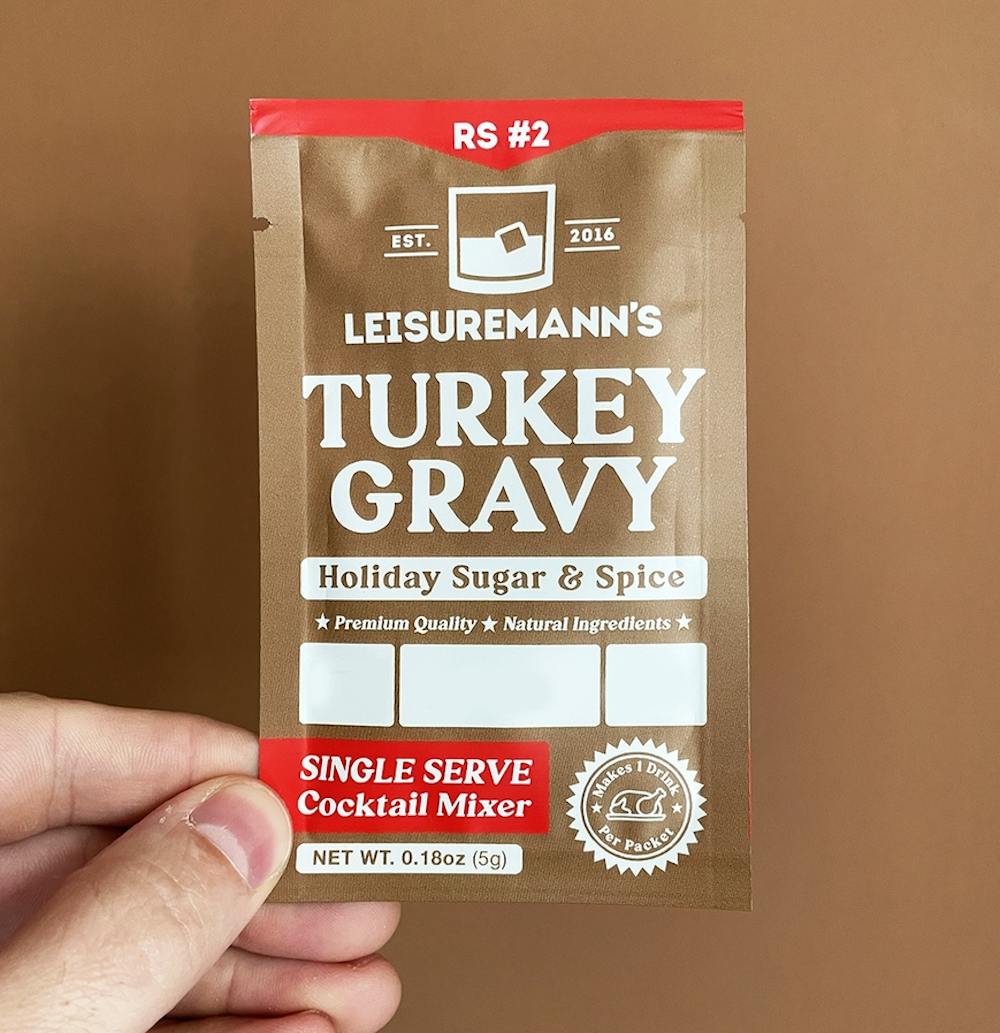 RS #2
EST. 2016
LEISUREMANN'S
TURKEY
GRAVY
Holiday Sugar & Spice
★ Premium Quality ★ Natural Ingredients ★
SINGLE SERVE
Cocktail Mixer
Makes 1 Drink
Per Packet
NET WT. 0.18oz (5g)